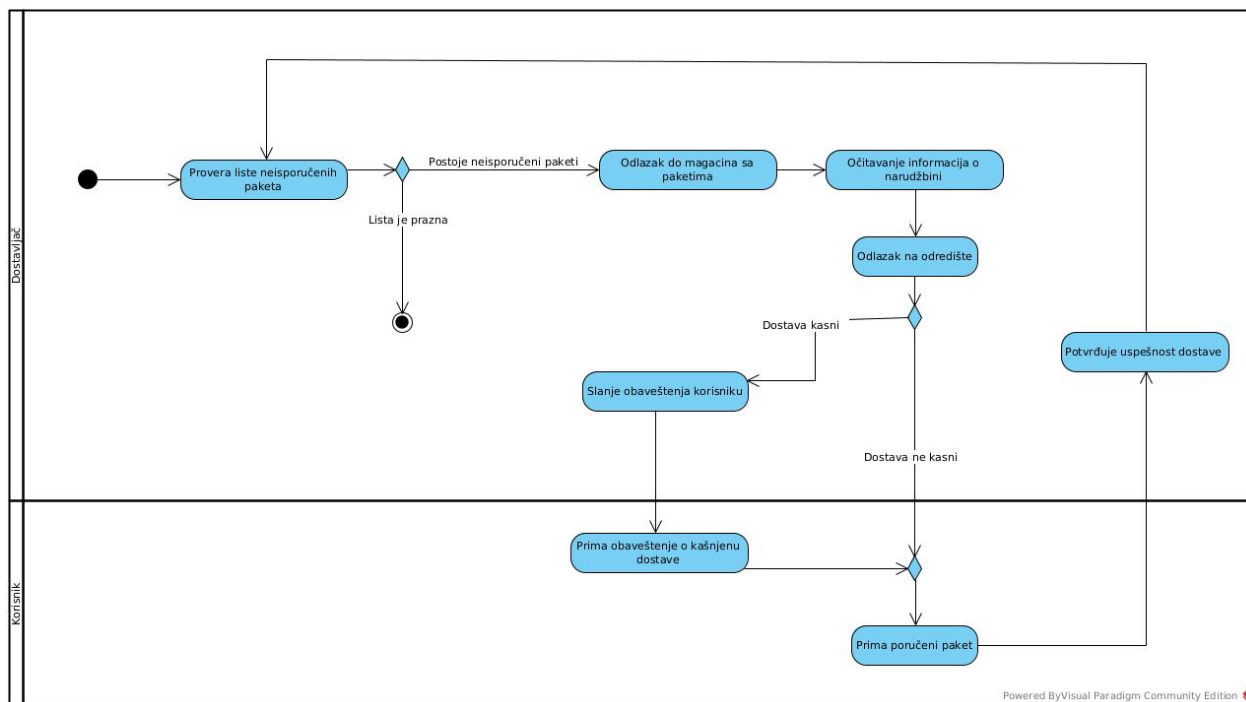 Dostavljač
Provera liste neisporučenih
paketa
Postoje neisporučeni paketi
Lista je prazna
Odlazak do magacina sa
paketima
Očitavanje informacija o
narudžbini
Odlazak na odredište
Dostava kasni
Slanje obaveštenja korisniku
Dostava ne kasni
Potvrđuje uspešnost dostave
Korisnik
Prima obaveštenje o kašnjenu
dostave
Prima poručeni paket
Powered ByVisual Paradigm Community Edition